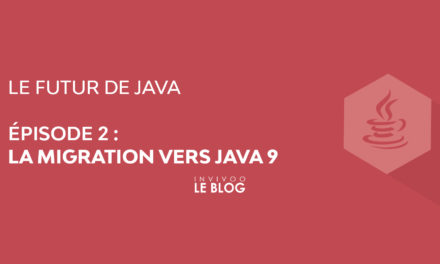 LE FUTUR DE JAVA
ÉPISODE 2 :
LA MIGRATION VERS JAVA 9
INVIVOO
LE BLOG